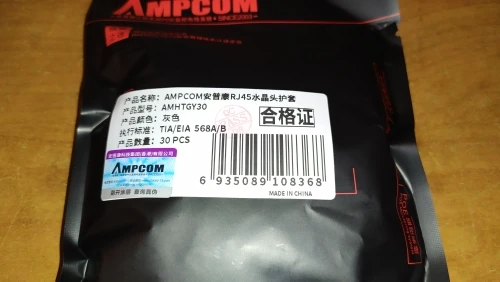 AMPCOM
SINCE2003
产品名称：AMPCOM安普康RJ45水晶头护套
产品型号：AMHTGY30
产品颜色：灰色
执行标准：TIA/EIA 568A/B
产品数量：30 PCS
合格证
AMPCOM
6 935089 108368
MADE IN CHINA